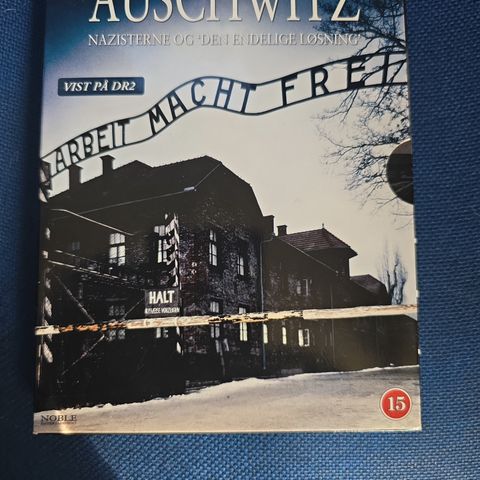 AUSCHWITZ
NAZISTERNE OG 'DEN ENDELIGE LØSNING'
VIST PÅ DR2
ARBEIT MACHT FREI
HALT
15
NOBLE